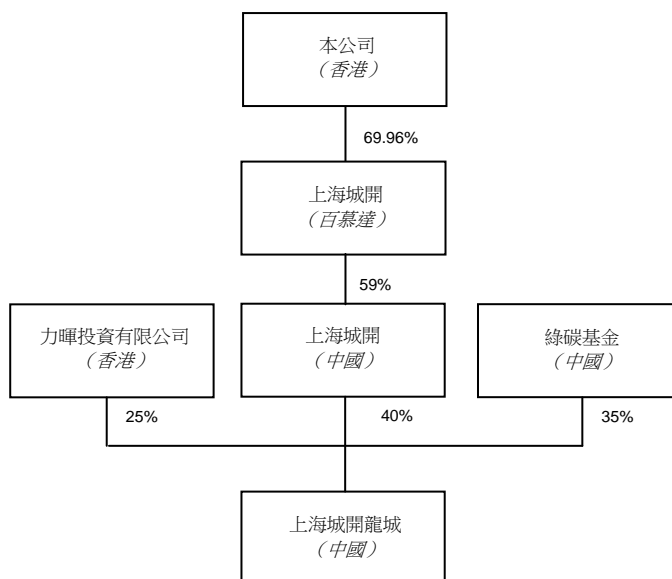 本公司
（香港）
69.96%
上海城開
（百慕達）
59%
力暉投資有限公司
（香港）
上海城開
（中國）
綠碳基金
（中國）
25%
40%
35%
上海城開龍城
（中國）